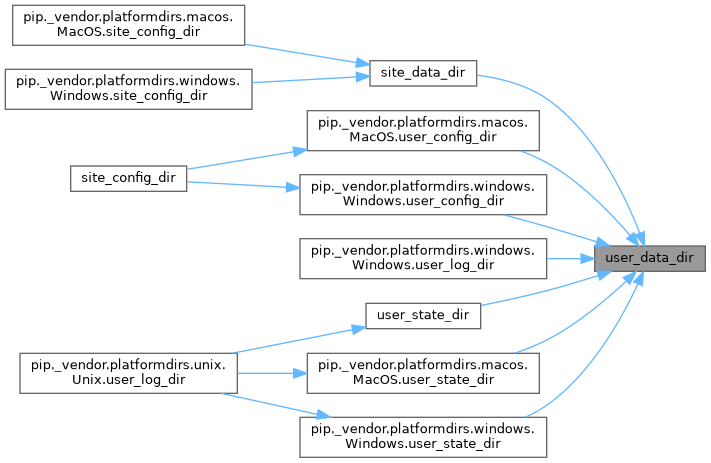 pip._vendor.platformdirs.macos.
MacOS.site_config_dir
site_data_dir
pip._vendor.platformdirs.windows.
Windows.site_config_dir
pip._vendor.platformdirs.macos.
MacOS.user_config_dir
site_config_dir
pip._vendor.platformdirs.windows.
Windows.user_config_dir
pip._vendor.platformdirs.windows.
Windows.user_log_dir
user_data_dir
user_state_dir
pip._vendor.platformdirs.unix.
Unix.user_log_dir
pip._vendor.platformdirs.macos.
MacOS.user_state_dir
pip._vendor.platformdirs.windows.
Windows.user_state_dir